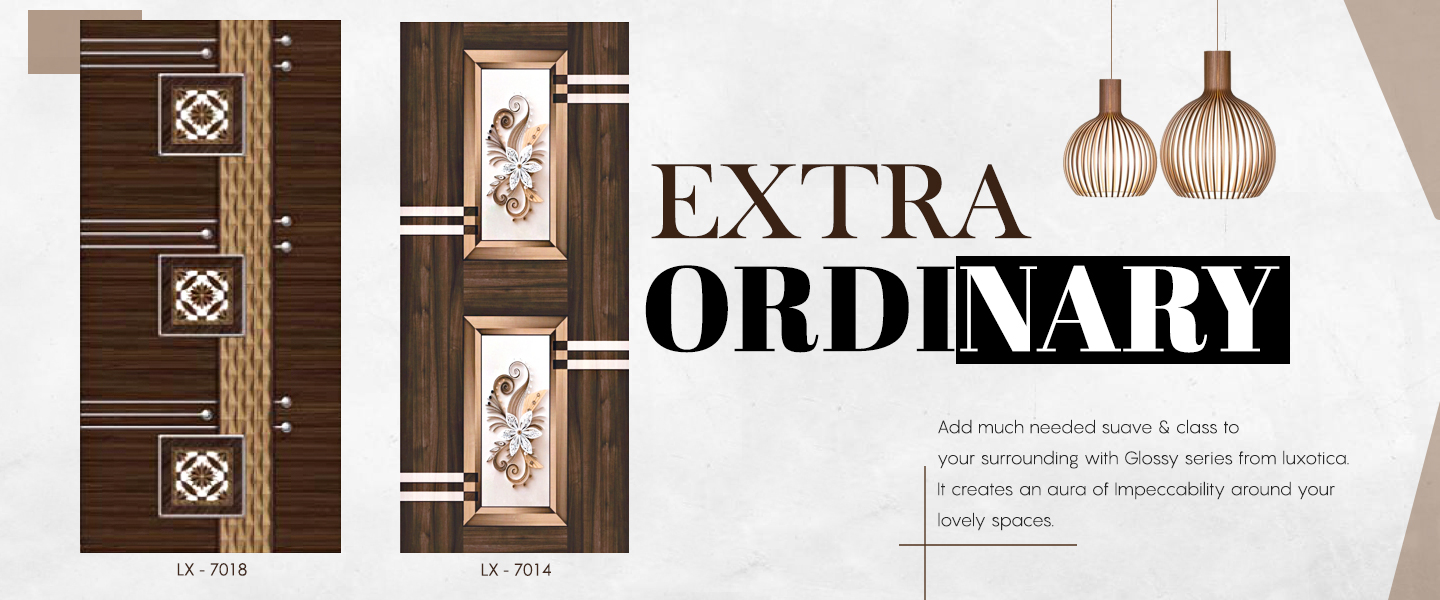 EXTRA
ORDINARY
Add much needed suave & class to
your surrounding with Glossy series from luxotica.
It creates an aura of Impeccability around your
lovely spaces.
LX - 7018
LX - 7014